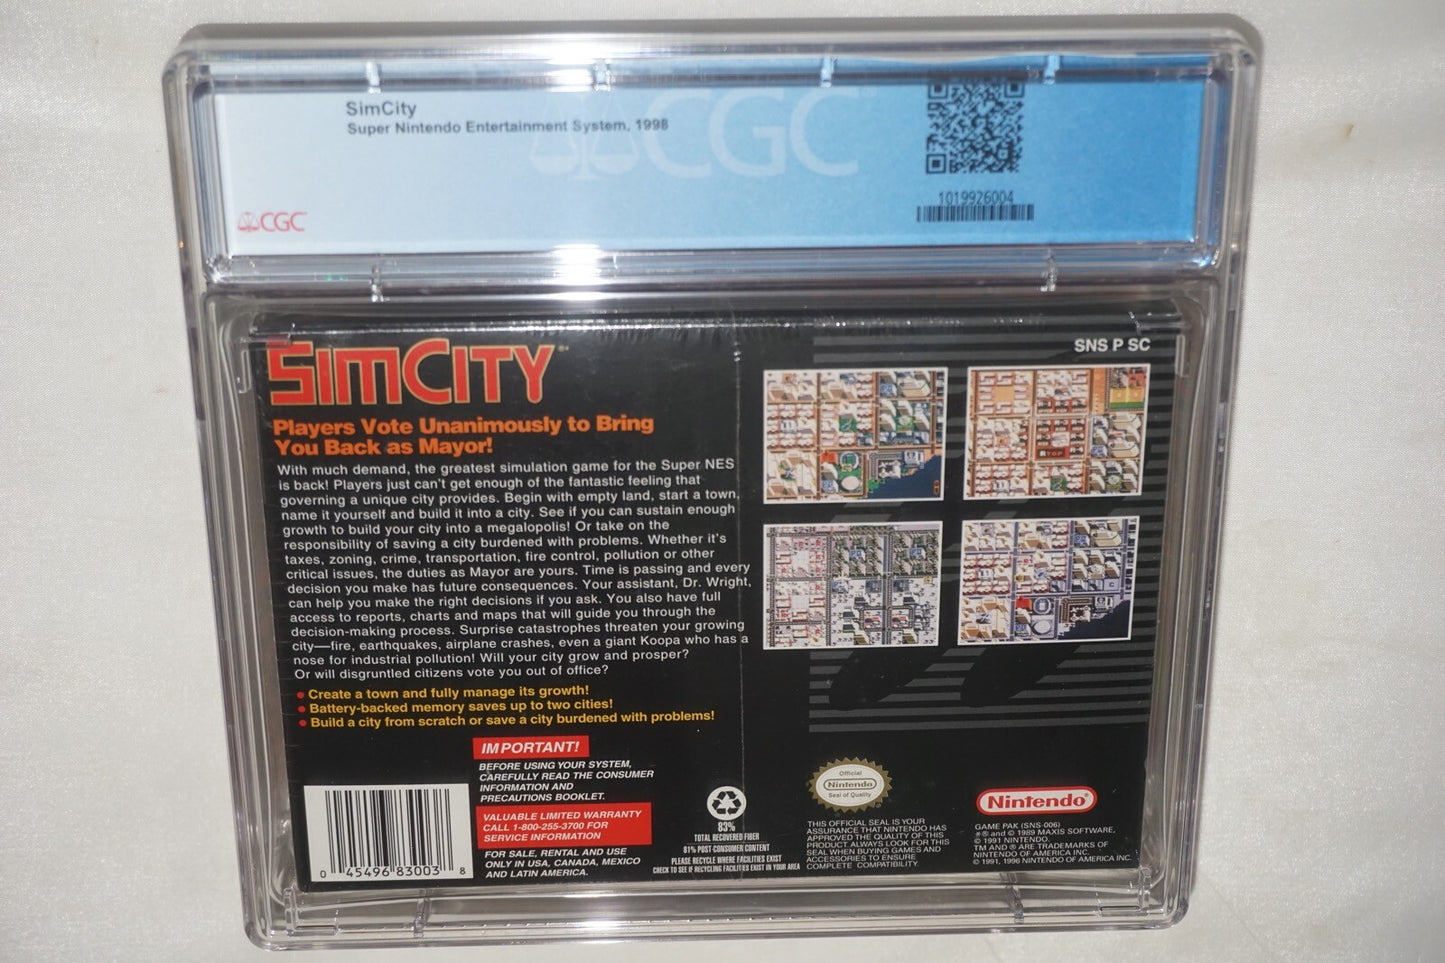 SimCity
Super Nintendo Entertainment System, 1998
CGC
1019926004
CGC
SIMCITY™
SNS P SC
Players Vote Unanimously to Bring
You Back as Mayor!
With much demand, the greatest simulation game for the Super NES
is back! Players just can't get enough of the fantastic feeling that
governing a unique city provides. Begin with empty land, start a town,
name it yourself and build it into a city. See if you can sustain enough
growth to build your city into a megalopolis! Or take on the
responsibility of saving a city burdened with problems. Whether it's
taxes, zoning, crime, transportation, fire control, pollution or other
critical issues, the duties as Mayor are yours. Time is passing and every
decision you make has future consequences. Your assistant, Dr. Wright,
can help you make the right decisions if you ask. You also have full
access to reports, charts and maps that will guide you through the
decision-making process. Surprise catastrophes threaten your growing
city—fire, earthquakes, airplane crashes, even a giant Koopa who has a
nose for industrial pollution! Will your city grow and prosper?
Or will disgruntled citizens vote you out of office?
• Create a town and fully manage its growth!
• Battery-backed memory saves up to two cities!
• Build a city from scratch or save a city burdened with problems!
IMPORTANT!
BEFORE USING YOUR SYSTEM,
CAREFULLY READ THE CONSUMER
INFORMATION AND
PRECAUTIONS BOOKLET.
VALUABLE LIMITED WARRANTY
CALL 1-800-255-3700 FOR
SERVICE INFORMATION
FOR SALE, RENTAL AND USE
ONLY IN USA, CANADA, MEXICO
AND LATIN AMERICA.
0 45496 83003 8
83%
TOTAL RECOVERED FIBER
81% POST-CONSUMER CONTENT
PLEASE RECYCLE WHERE FACILITIES EXIST
CHECK TO SEE IF RECYCLING FACILITIES EXIST IN YOUR AREA
Official
Nintendo
Seal of Quality
THIS OFFICIAL SEAL IS YOUR
ASSURANCE THAT NINTENDO HAS
APPROVED THE QUALITY OF THIS
PRODUCT. ALWAYS LOOK FOR THIS
SEAL WHEN BUYING GAMES AND
ACCESSORIES TO ENSURE
COMPLETE COMPATIBILITY.
Nintendo®
GAME PAK (SNS-006)
®® and © 1989 MAXIS SOFTWARE,
© 1991 NINTENDO.
TM AND ® ARE TRADEMARKS OF
NINTENDO OF AMERICA INC.
© 1991, 1996 NINTENDO OF AMERICA INC.